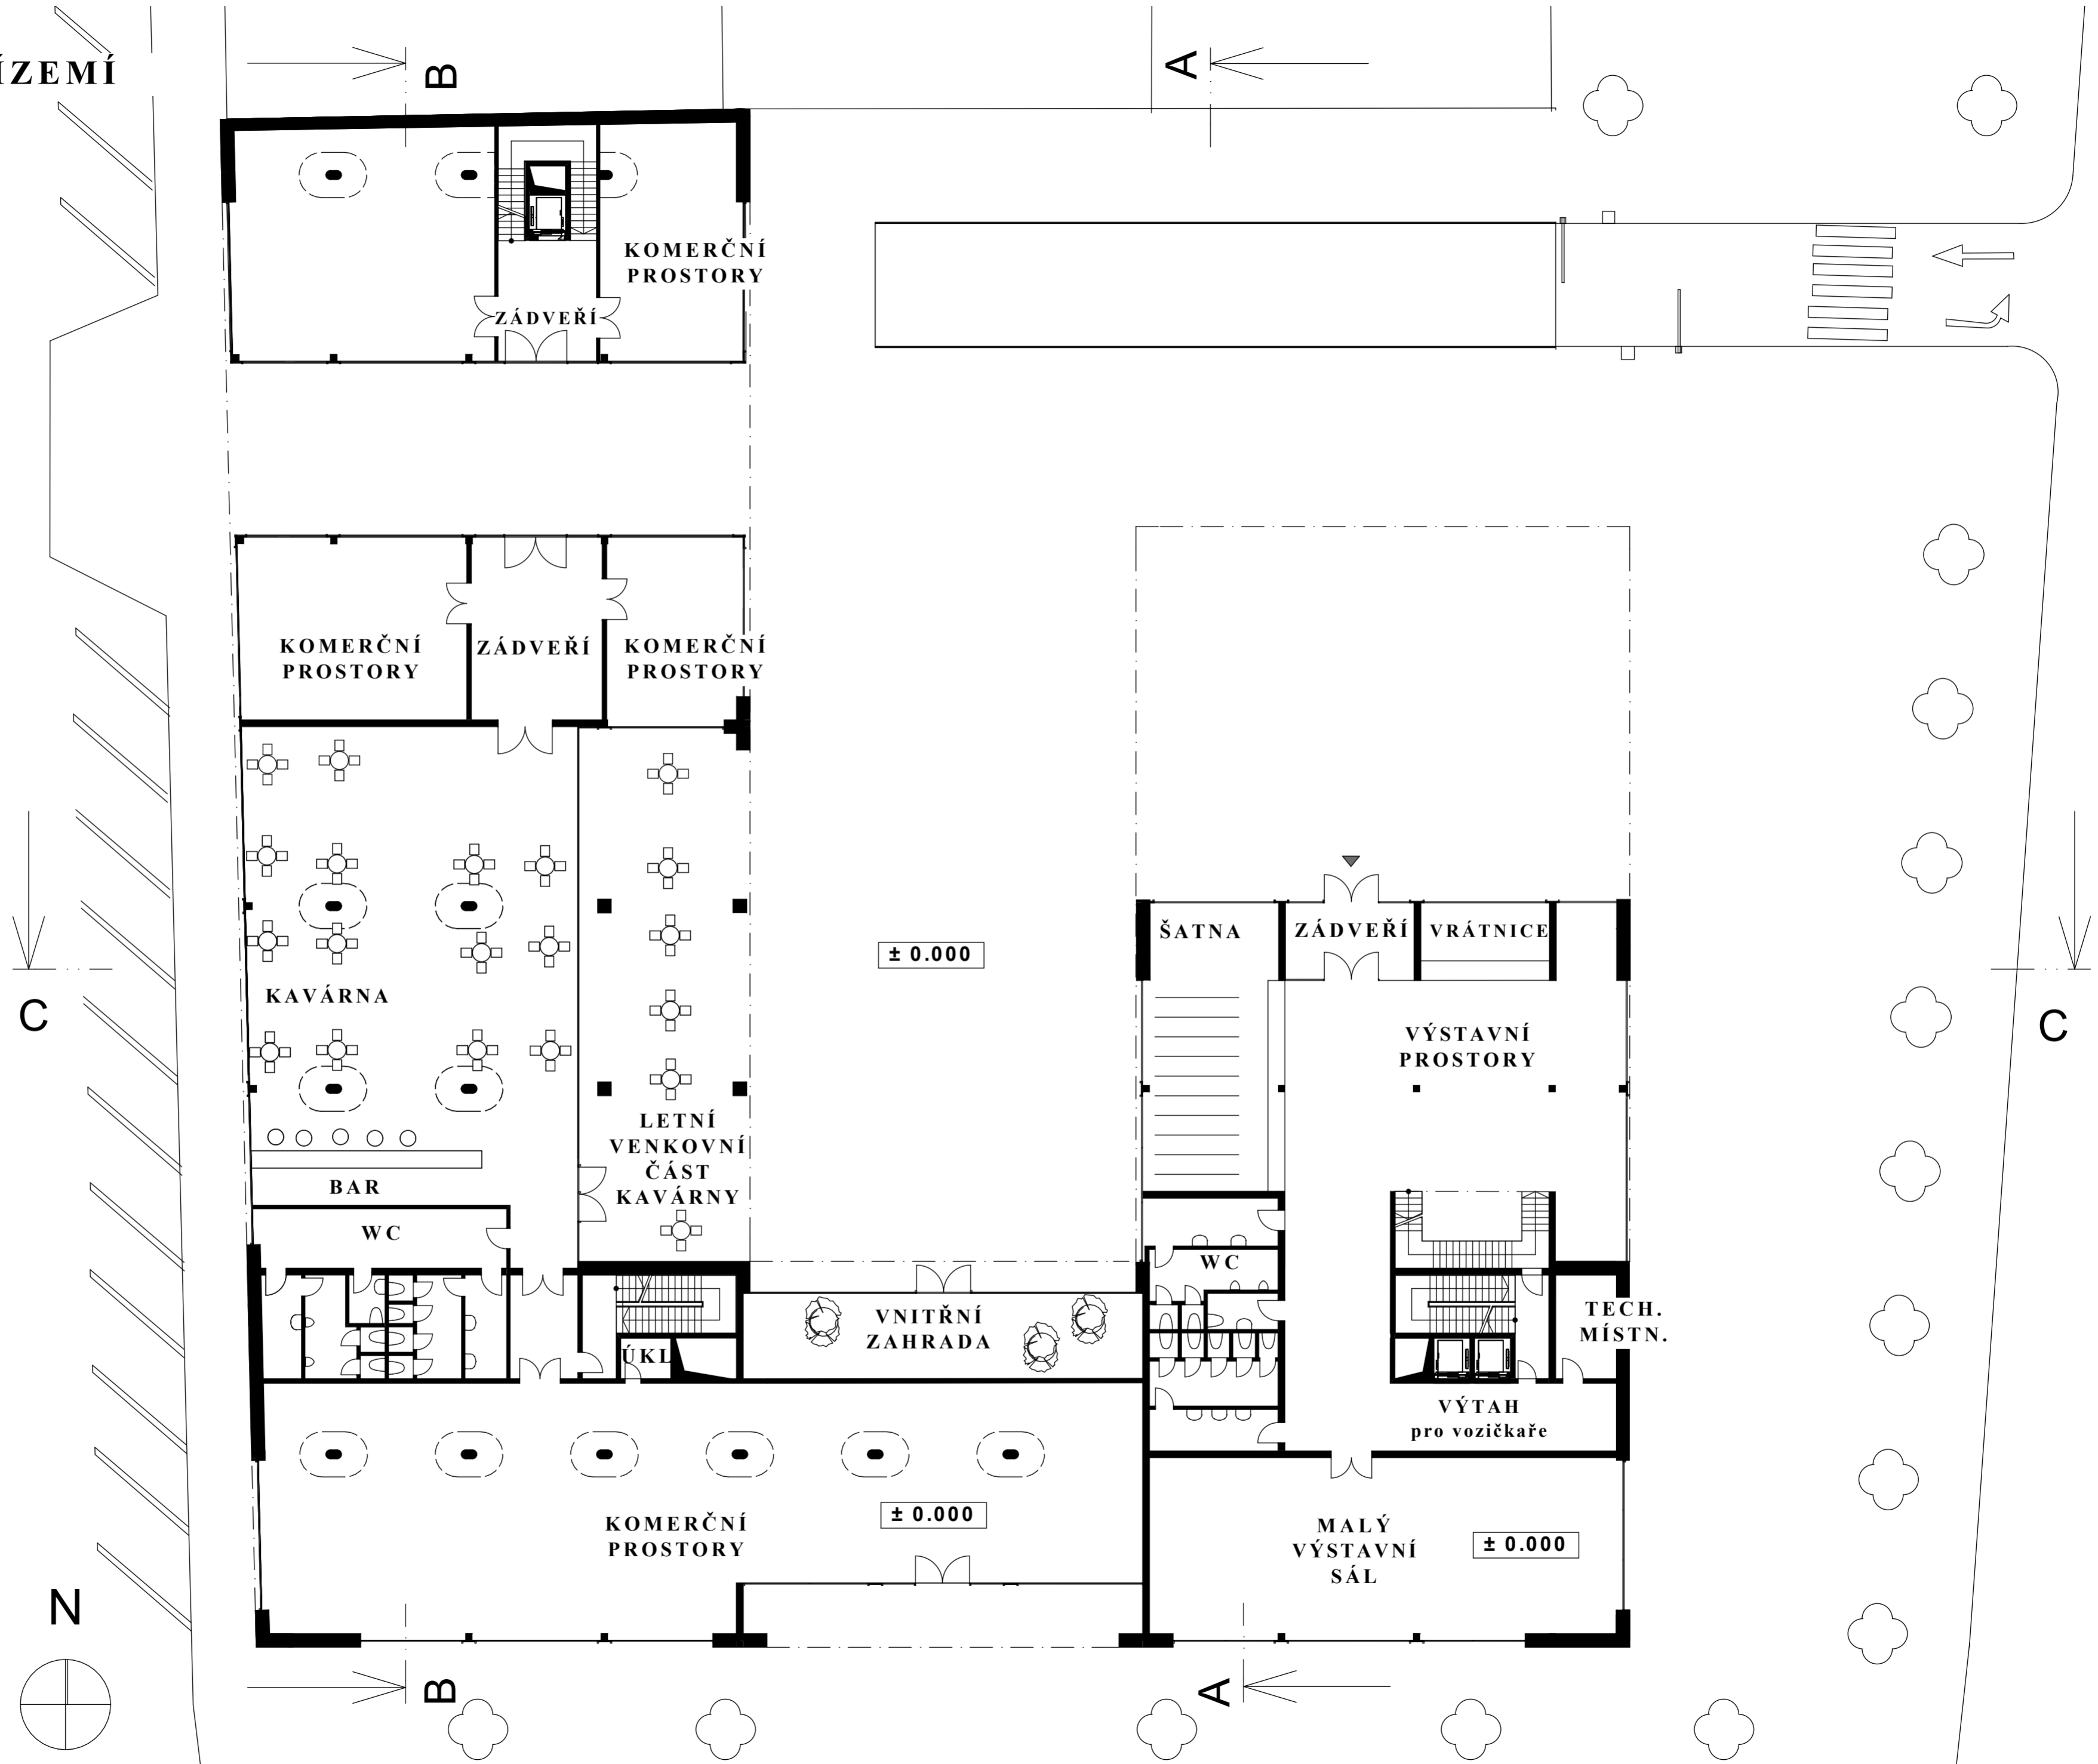 B
A
ÍZEMÍ
KOMERČNÍ
PROSTORY
ZÁDVEŘÍ
KOMERČNÍ
PROSTORY
ZÁDVEŘÍ
KOMERČNÍ
PROSTORY
ŠATNA
ZÁDVEŘÍ
VRÁTNICE
± 0.000
KAVÁRNA
C
C
VÝSTAVNÍ
PROSTORY
LETNÍ
VENKOVNÍ
ČÁST
KAVÁRNY
BAR
WC
WC
VNITŘNÍ
ZAHRADA
TECH.
MÍSTN.
ÚKL
VÝTAH
pro vozičkaře
± 0.000
KOMERČNÍ
PROSTORY
MALÝ
VÝSTAVNÍ
SÁL
± 0.000
N
B
A